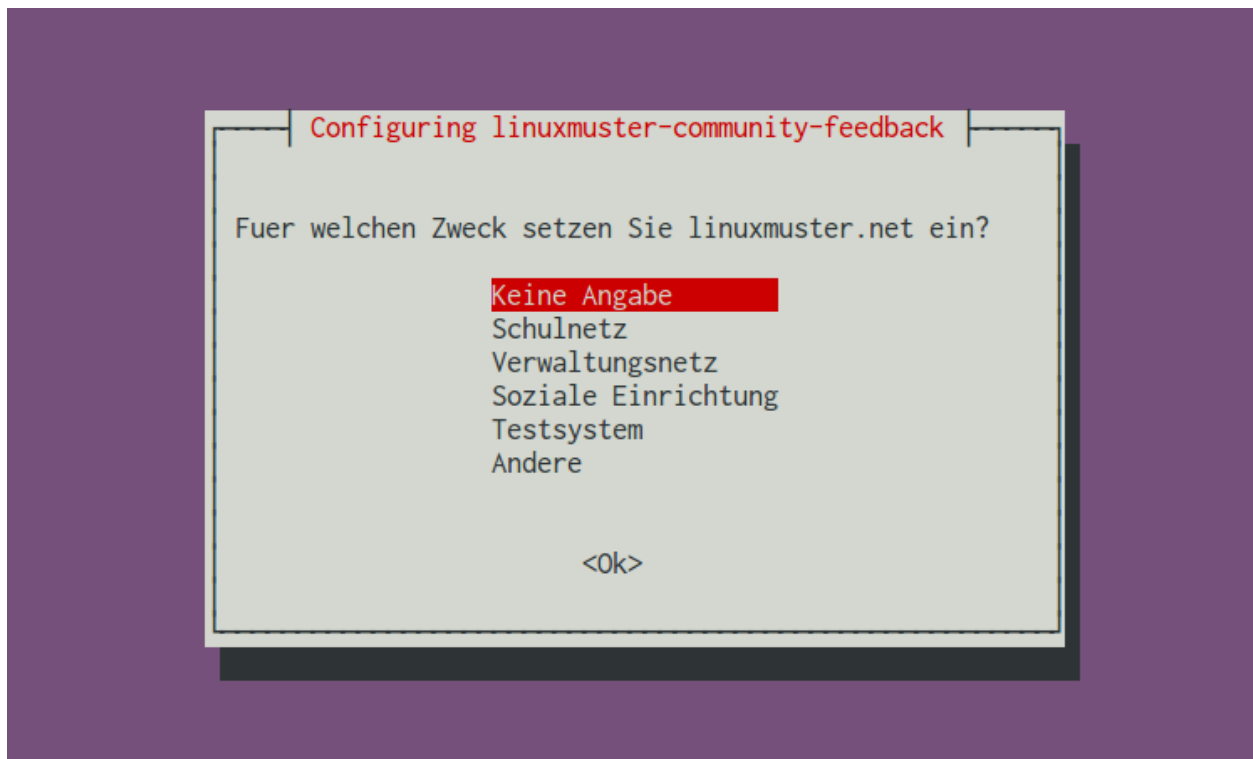 Configuring linuxmuster-community-feedback
Fuer welchen Zweck setzen Sie linuxmuster.net ein?
Keine Angabe
Schulnetz
Verwaltungsnetz
Soziale Einrichtung
Testsystem
Andere
<Ok>